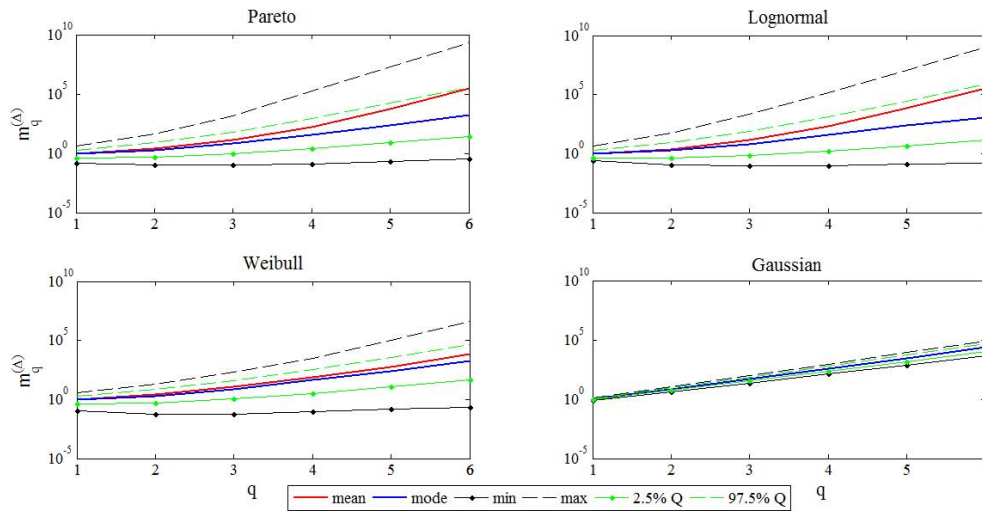 Pareto
Lognormal
10^10
10^5
10^0
10^-5
m_q^(Δ)
1 2 3 4 5 6
10^10
10^5
10^0
10^-5
1 2 3 4 5
Weibull
Gaussian
10^10
10^5
10^0
10^-5
m_q^(Δ)
1 2 3 4 5 6
q
10^10
10^5
10^0
10^-5
1 2 3 4 5
q
mean mode min max 2.5% Q 97.5% Q